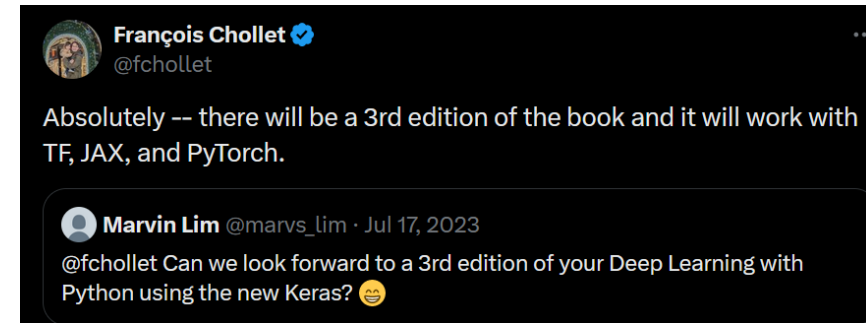 François Chollet
@fchollet
Absolutely -- there will be a 3rd edition of the book and it will work with
TF, JAX, and PyTorch.
Marvin Lim @marvs_lim · Jul 17, 2023
@fchollet Can we look forward to a 3rd edition of your Deep Learning with
Python using the new Keras? 😁